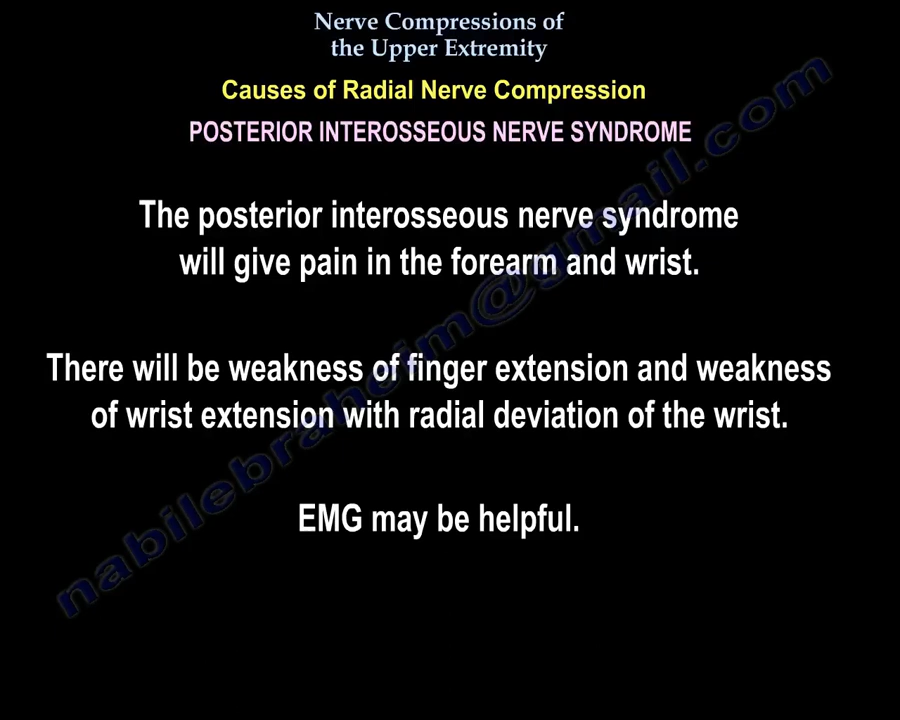 Nerve Compressions of
the Upper Extremity
Causes of Radial Nerve Compression
POSTERIOR INTEROSSEOUS NERVE SYNDROME
The posterior interosseous nerve syndrome
will give pain in the forearm and wrist.
There will be weakness of finger extension and weakness
of wrist extension with radial deviation of the wrist.
EMG may be helpful.
nabilebraheim@gmail.com